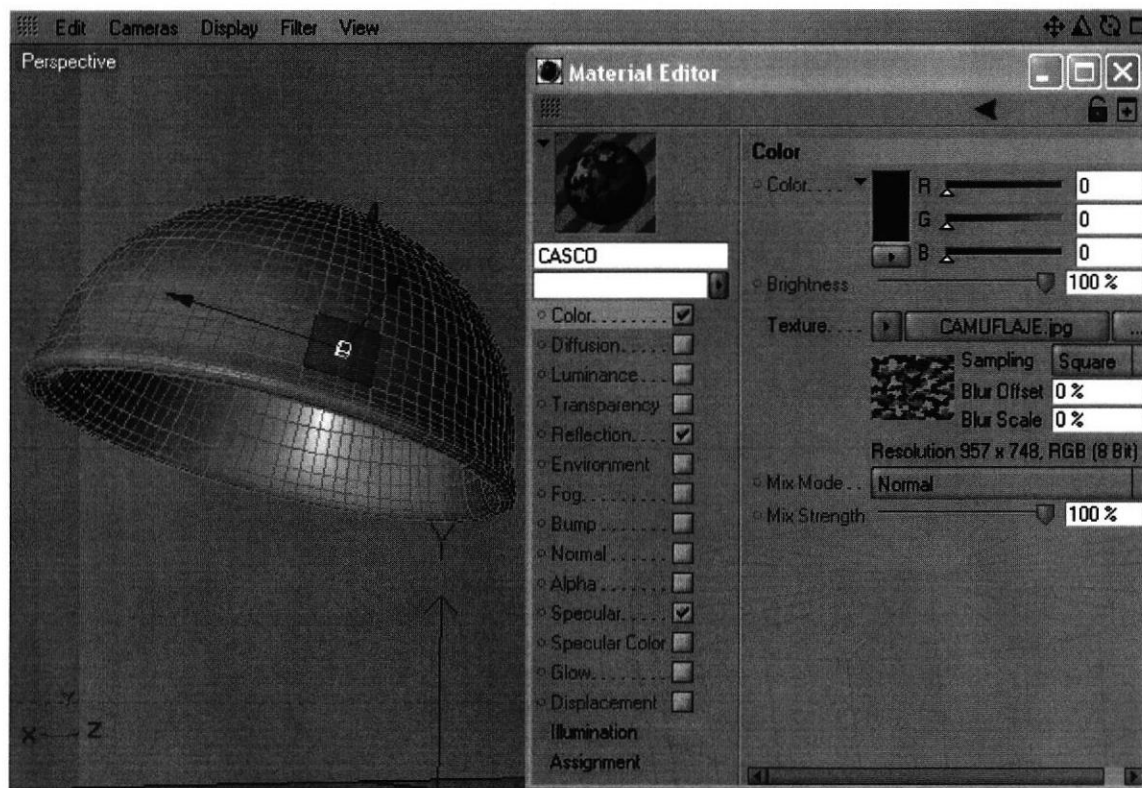 Edit Cameras Display Filter View
Perspective
Material Editor
CASCO
Color........
Diffusion.....
Luminance...
Transparency
Reflection....
Environment
Fog.........
Bump.......
Normal......
Alpha.......
Specular.....
Specular Color
Glow........
Displacement
Illumination
Assignment
Color
Color....
R 0
G 0
B 0
Brightness 100 %
Texture.... CAMUFLAJE.jpg ...
Sampling Square
Blur Offset 0 %
Blur Scale 0 %
Resolution 957 x 748, RGB (8 Bit)
Mix Mode.. Normal
Mix Strength 100 %
Y
X Z